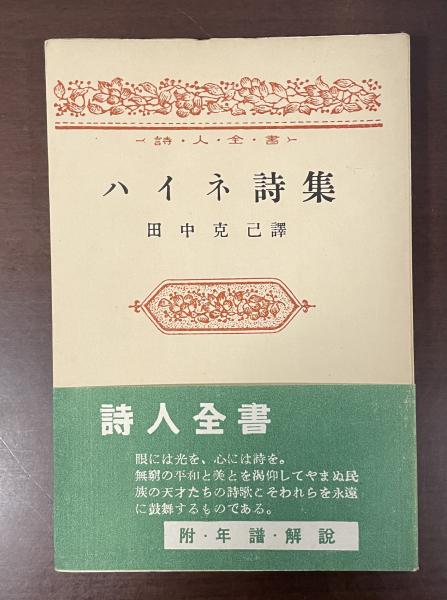 詩・人・全・書
ハイネ詩集
田中克己譯
詩人全書
眼には光を、心には詩を。
無窮の平和と美とを渇仰してやまぬ民
族の天才たちの詩歌こそわれらを永遠
に鼓舞するものである。
附・年譜・解說